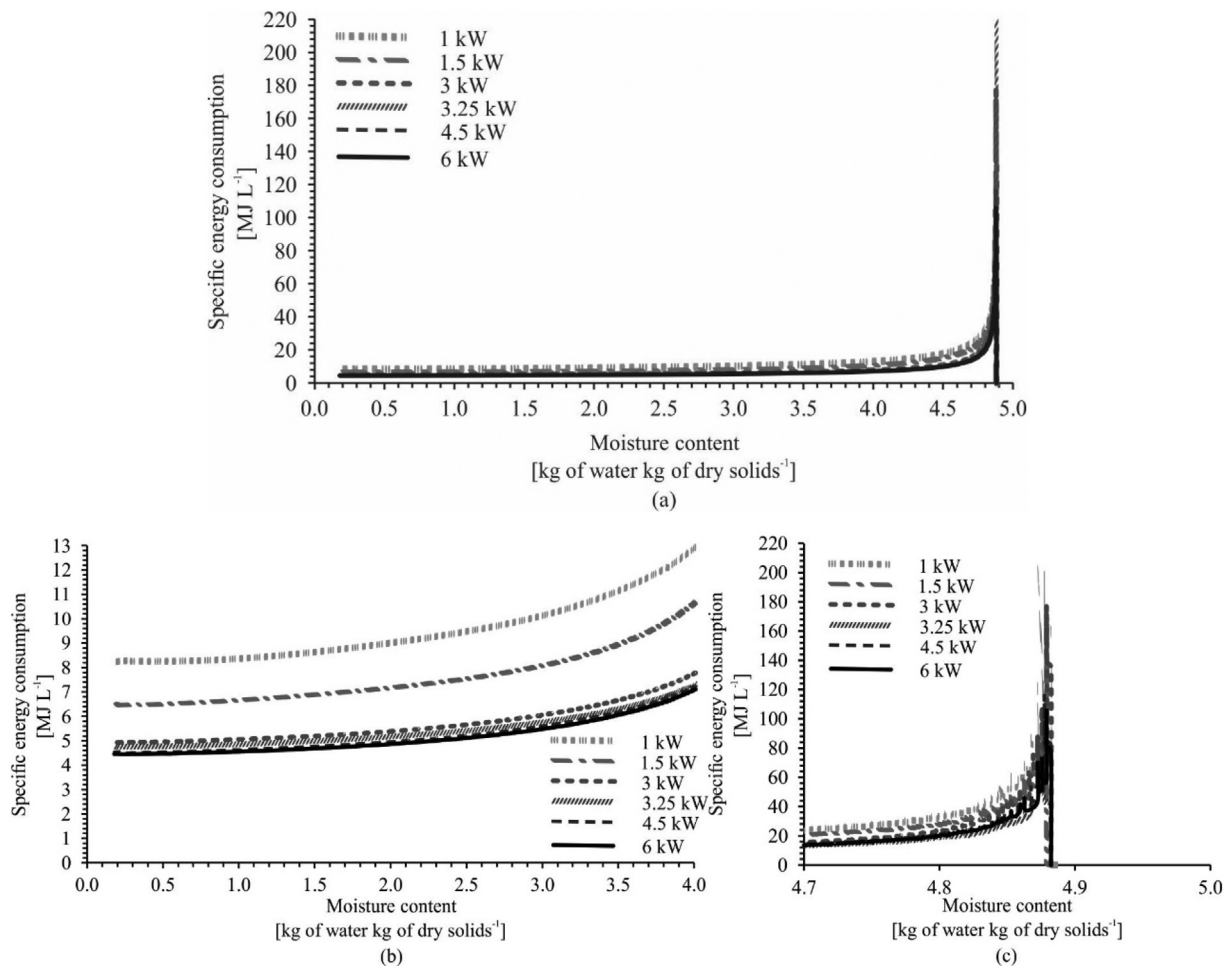 220
200
180
160
140
120
100
80
60
40
20
0
Specific energy consumption
[MJ L⁻¹]
1 kW
1.5 kW
3 kW
3.25 kW
4.5 kW
6 kW
0.0 0.5 1.0 1.5 2.0 2.5 3.0 3.5 4.0 4.5 5.0
Moisture content
[kg of water kg of dry solids⁻¹]
(a)
13
12
11
10
9
8
7
6
5
4
3
2
1
0
Specific energy consumption
[MJ L⁻¹]
1 kW
1.5 kW
3 kW
3.25 kW
4.5 kW
6 kW
0.0 0.5 1.0 1.5 2.0 2.5 3.0 3.5 4.0
Moisture content
[kg of water kg of dry solids⁻¹]
(b)
220
200
180
160
140
120
100
80
60
40
20
0
Specific energy consumption
[MJ L⁻¹]
1 kW
1.5 kW
3 kW
3.25 kW
4.5 kW
6 kW
4.7 4.8 4.9 5.0
Moisture content
[kg of water kg of dry solids⁻¹]
(c)